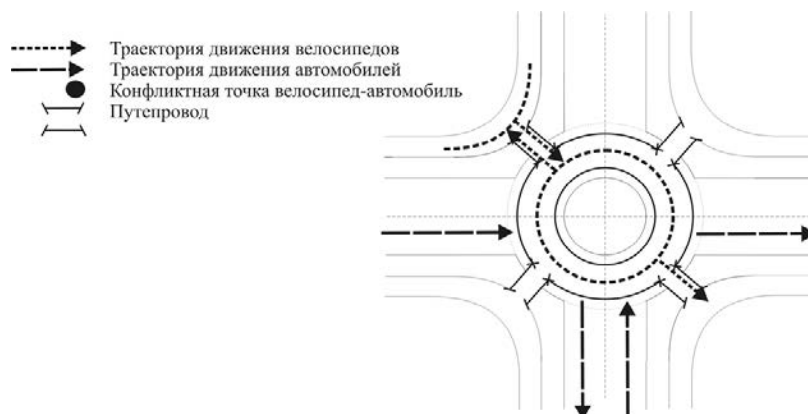 Траектория движения велосипедов
Траектория движения автомобилей
Конфликтная точка велосипед-автомобиль
Путепровод